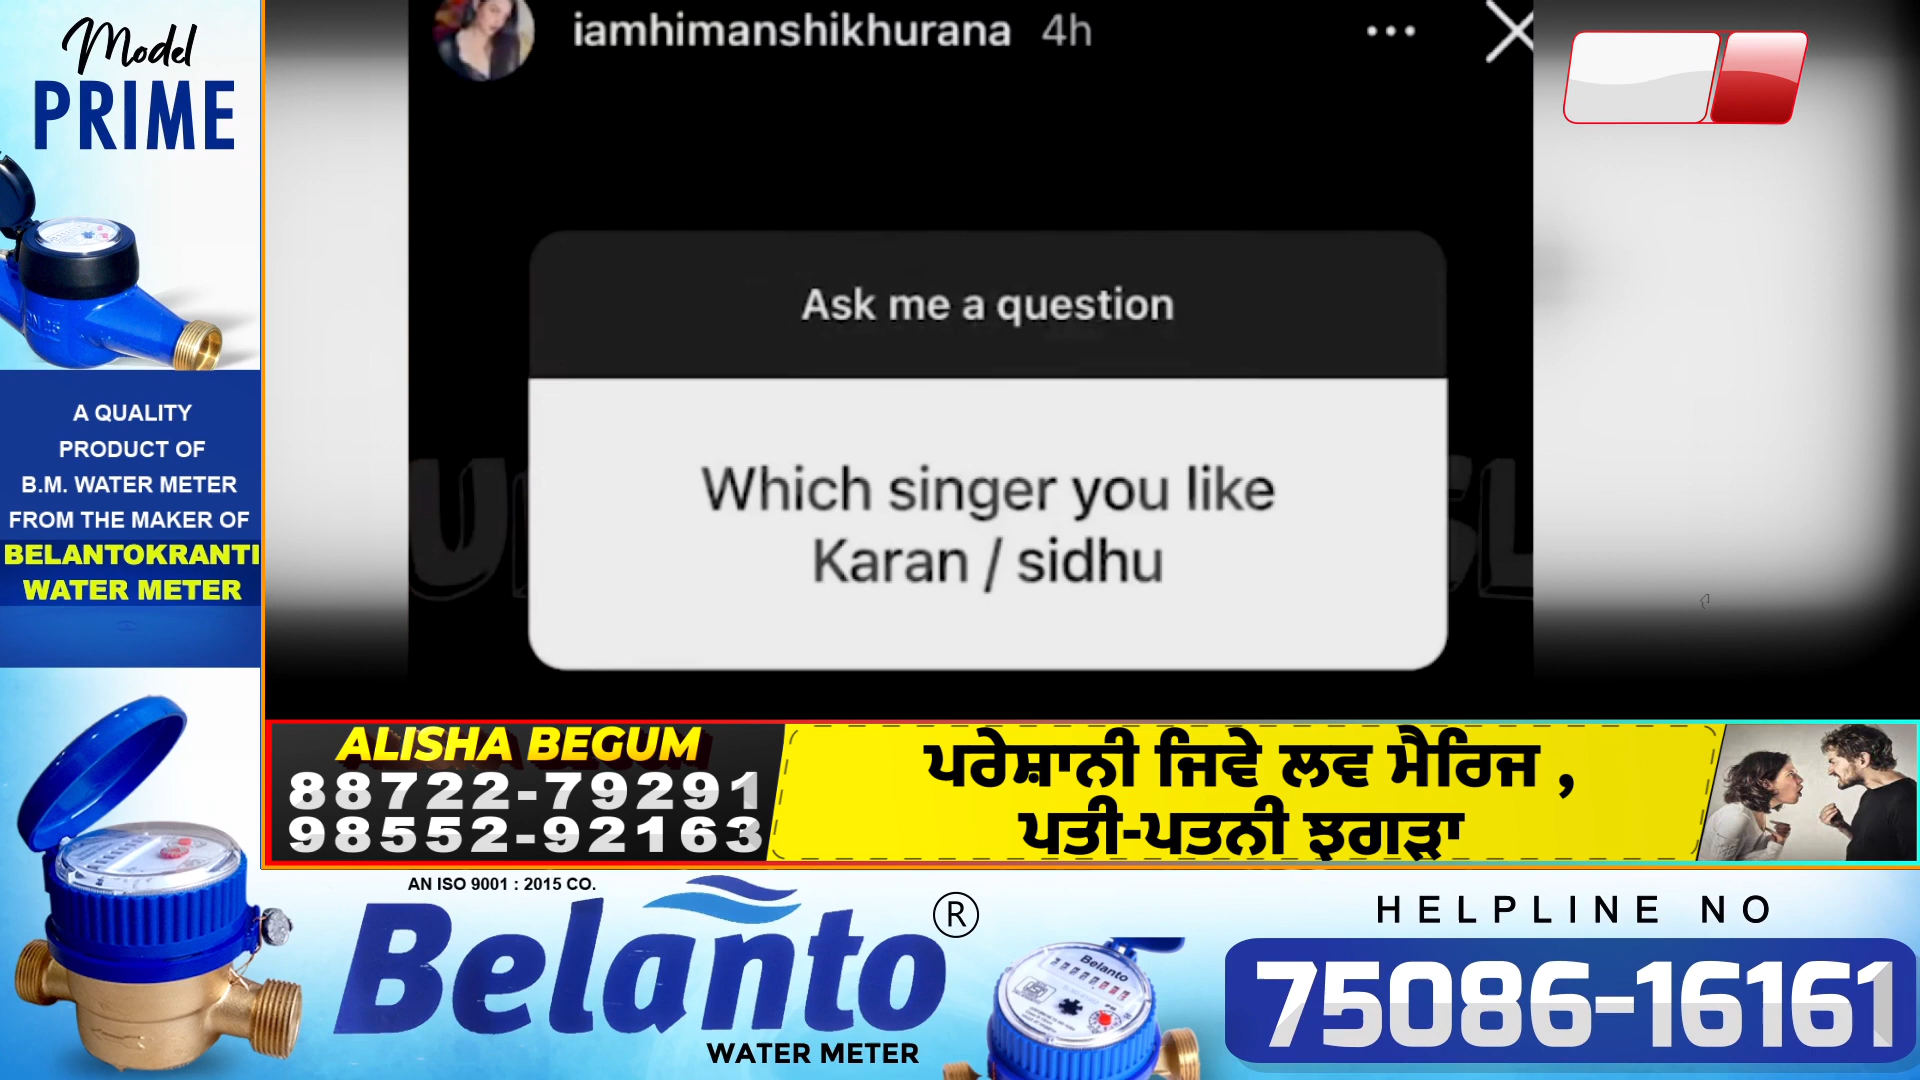 Model
PRIME
A QUALITY
PRODUCT OF
B.M. WATER METER
FROM THE MAKER OF
BELANTOKRANTI
WATER METER
iamhimanshikhurana 4h
Ask me a question
Which singer you like
Karan / sidhu
ALISHA BEGUM
88722-79291
98552-92163
ਪਰੇਸ਼ਾਨੀ ਜਿਵੇ ਲਵ ਮੈਰਿਜ ,
ਪਤੀ-ਪਤਨੀ ਝਗੜਾ
AN ISO 9001 : 2015 CO.
Belanto ®
WATER METER
Belanto
HELPLINE NO
75086-16161